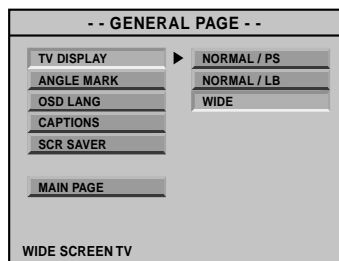 - - GENERAL PAGE - -
TV DISPLAY
ANGLE MARK
OSD LANG
CAPTIONS
SCR SAVER
MAIN PAGE
NORMAL / PS
NORMAL / LB
WIDE
WIDE SCREEN TV